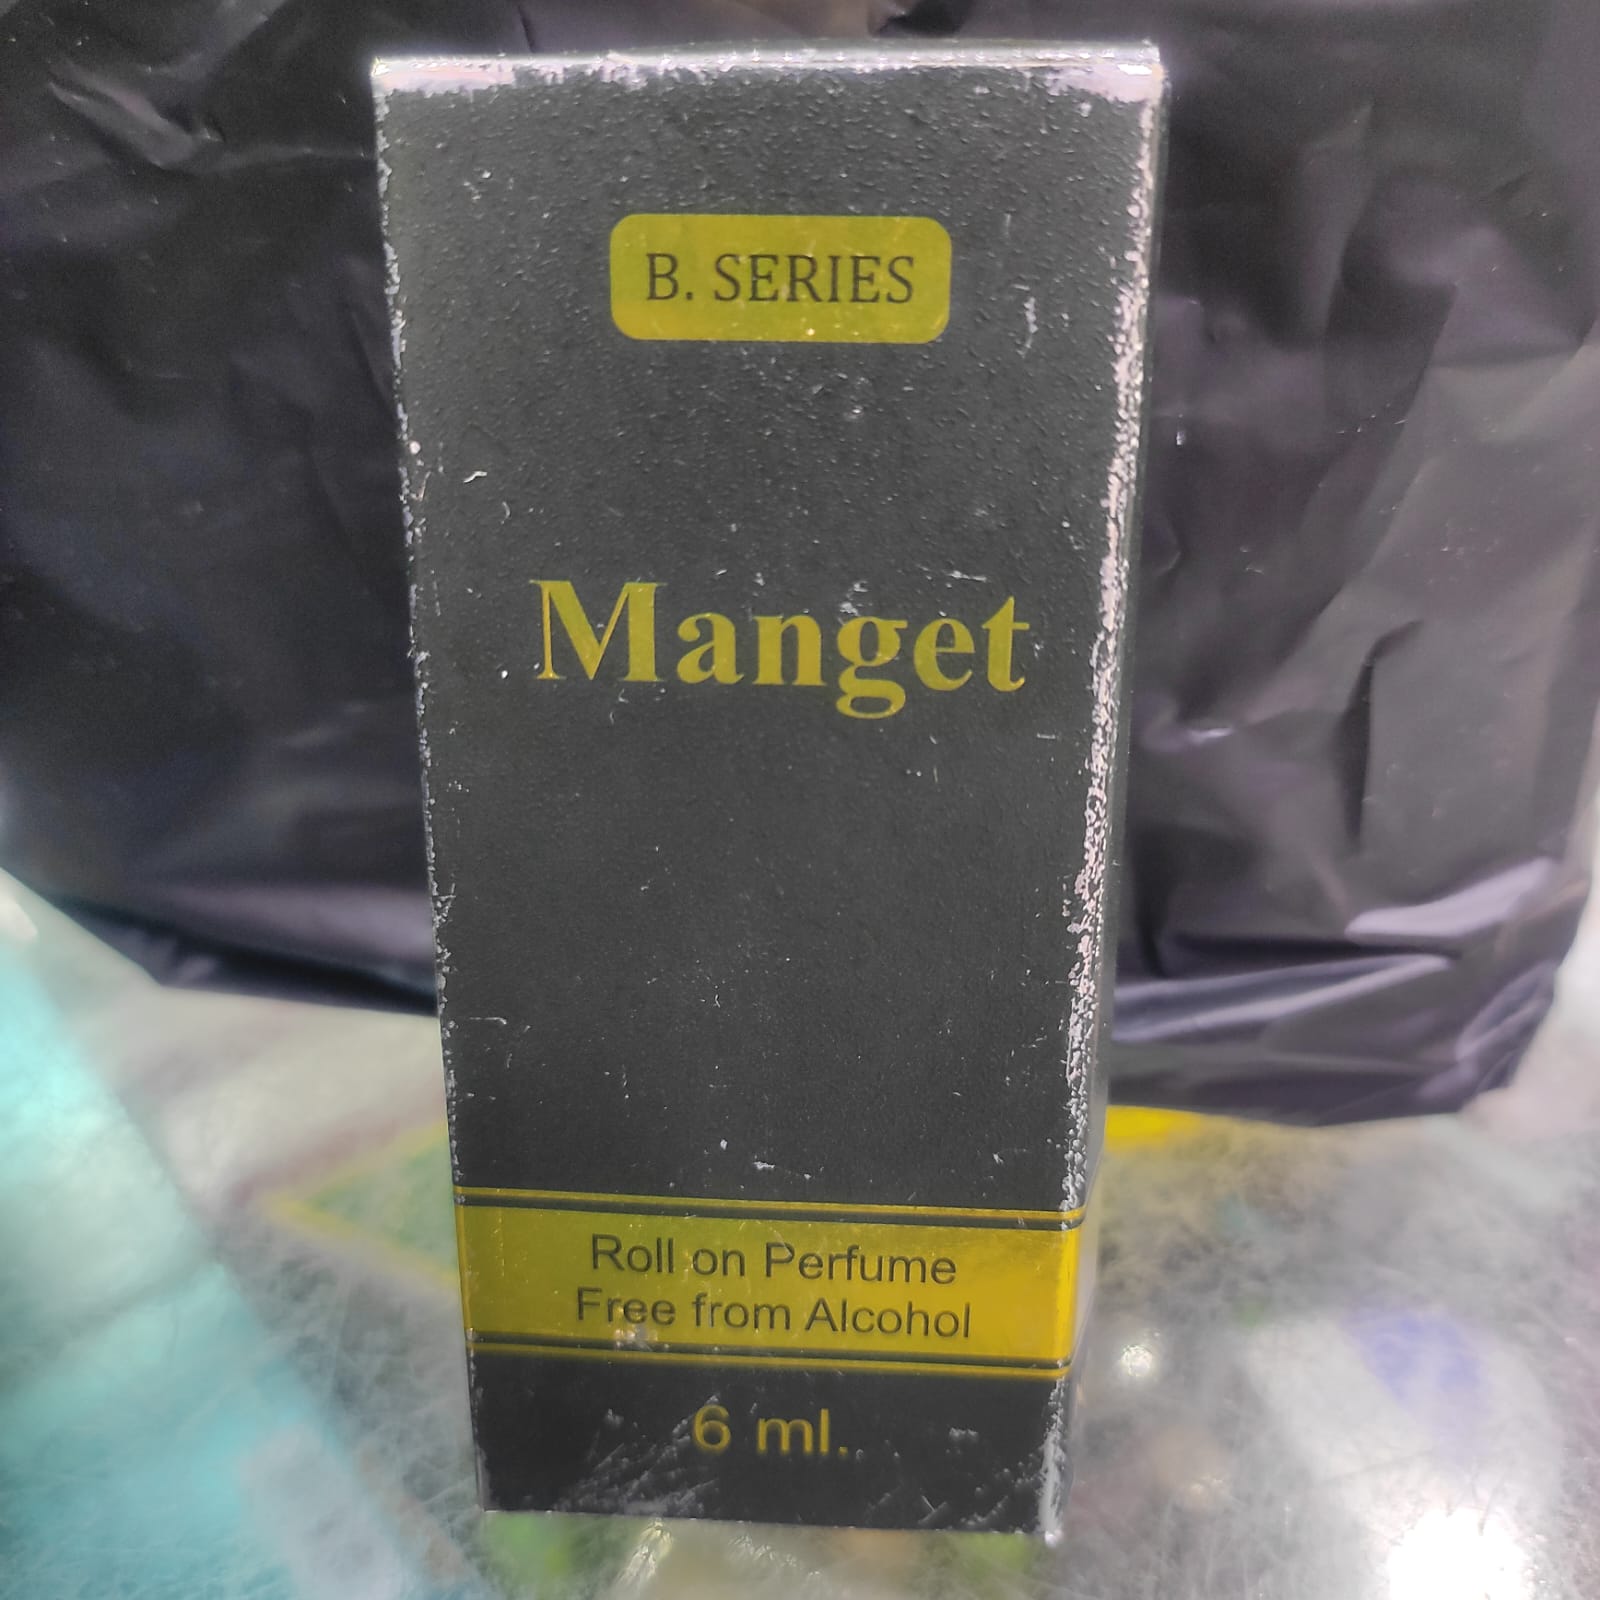 B. SERIES
Manget
Roll on Perfume
Free from Alcohol
6 ml.